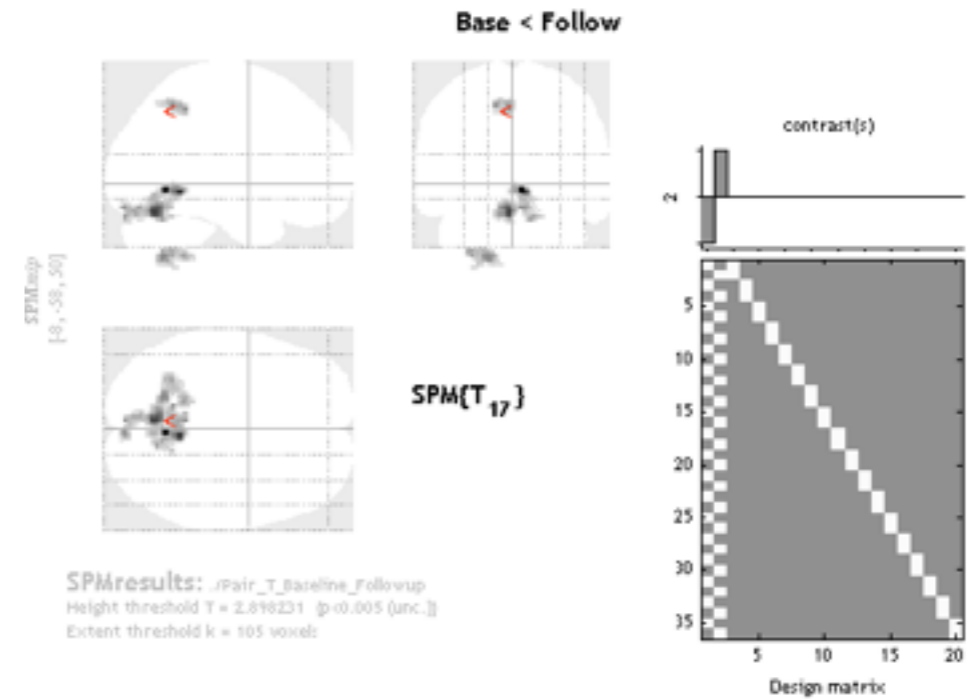 Base < Follow
contrast(s)
2
SPMmip
[-8, -58, 50]
<
<
<
SPM{T17}
5
10
15
20
25
30
35
5 10 15 20
Design matrix
SPMresults: ./Pair_T_Baseline_Followup
Height threshold T = 2.898231 {p<0.005 (unc.)}
Extent threshold k = 105 voxels